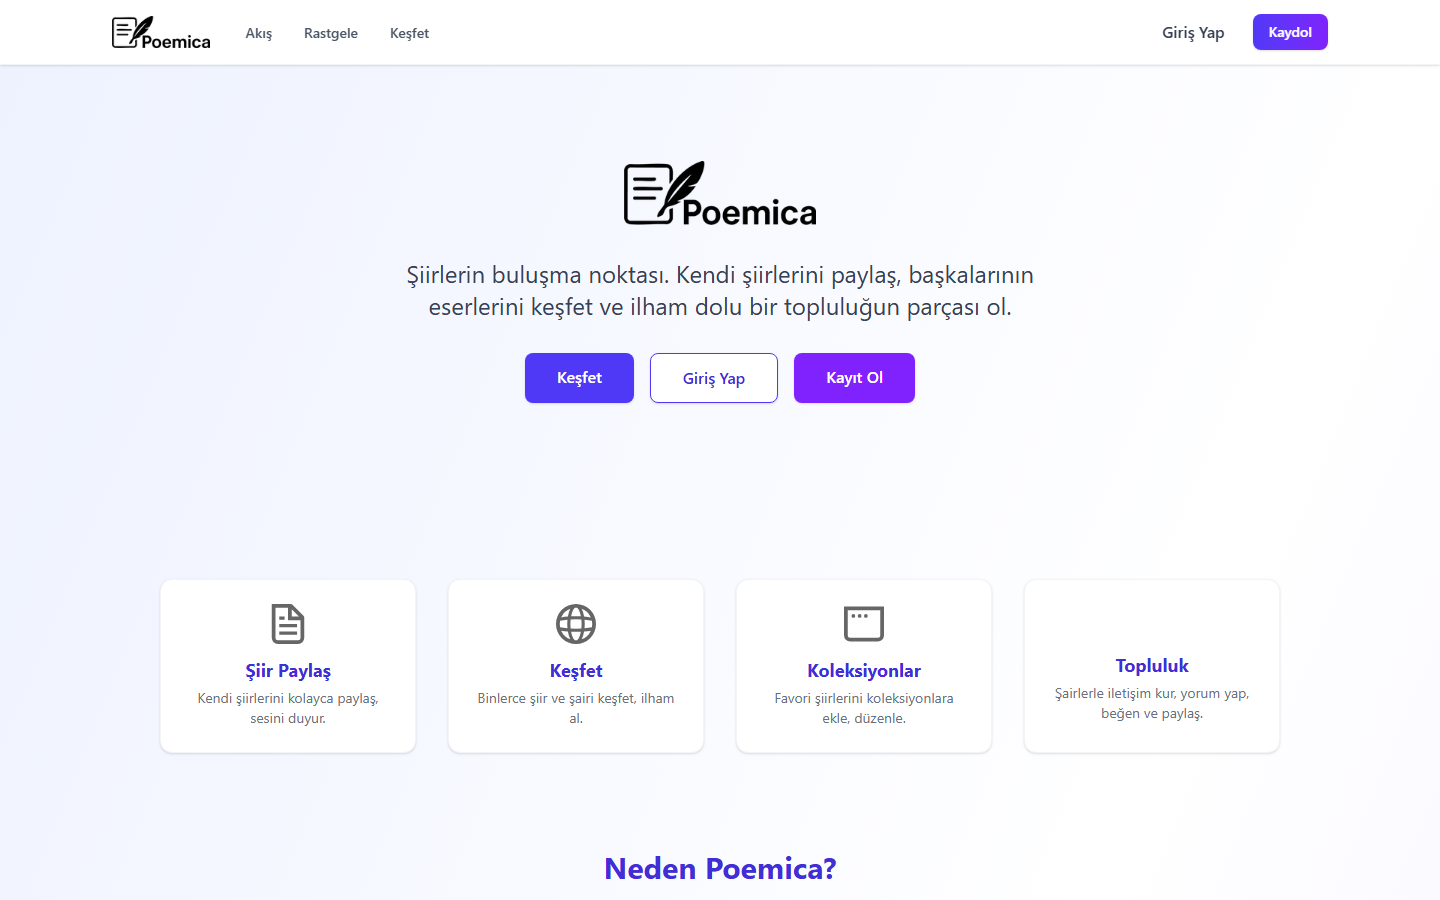 Poemica
Akış
Rastgele
Keşfet
Giriş Yap
Kaydol
Poemica
Şiirlerin buluşma noktası. Kendi şiirlerini paylaş, başkalarının
eserlerini keşfet ve ilham dolu bir topluluğun parçası ol.
Keşfet
Giriş Yap
Kayıt Ol
Şiir Paylaş
Kendi şiirlerini kolayca paylaş,
sesini duyur.
Keşfet
Binlerce şiir ve şairi keşfet, ilham
al.
Koleksiyonlar
Favori şiirlerini koleksiyonlara
ekle, düzenle.
Topluluk
Şairlerle iletişim kur, yorum yap,
beğen ve paylaş.
Neden Poemica?